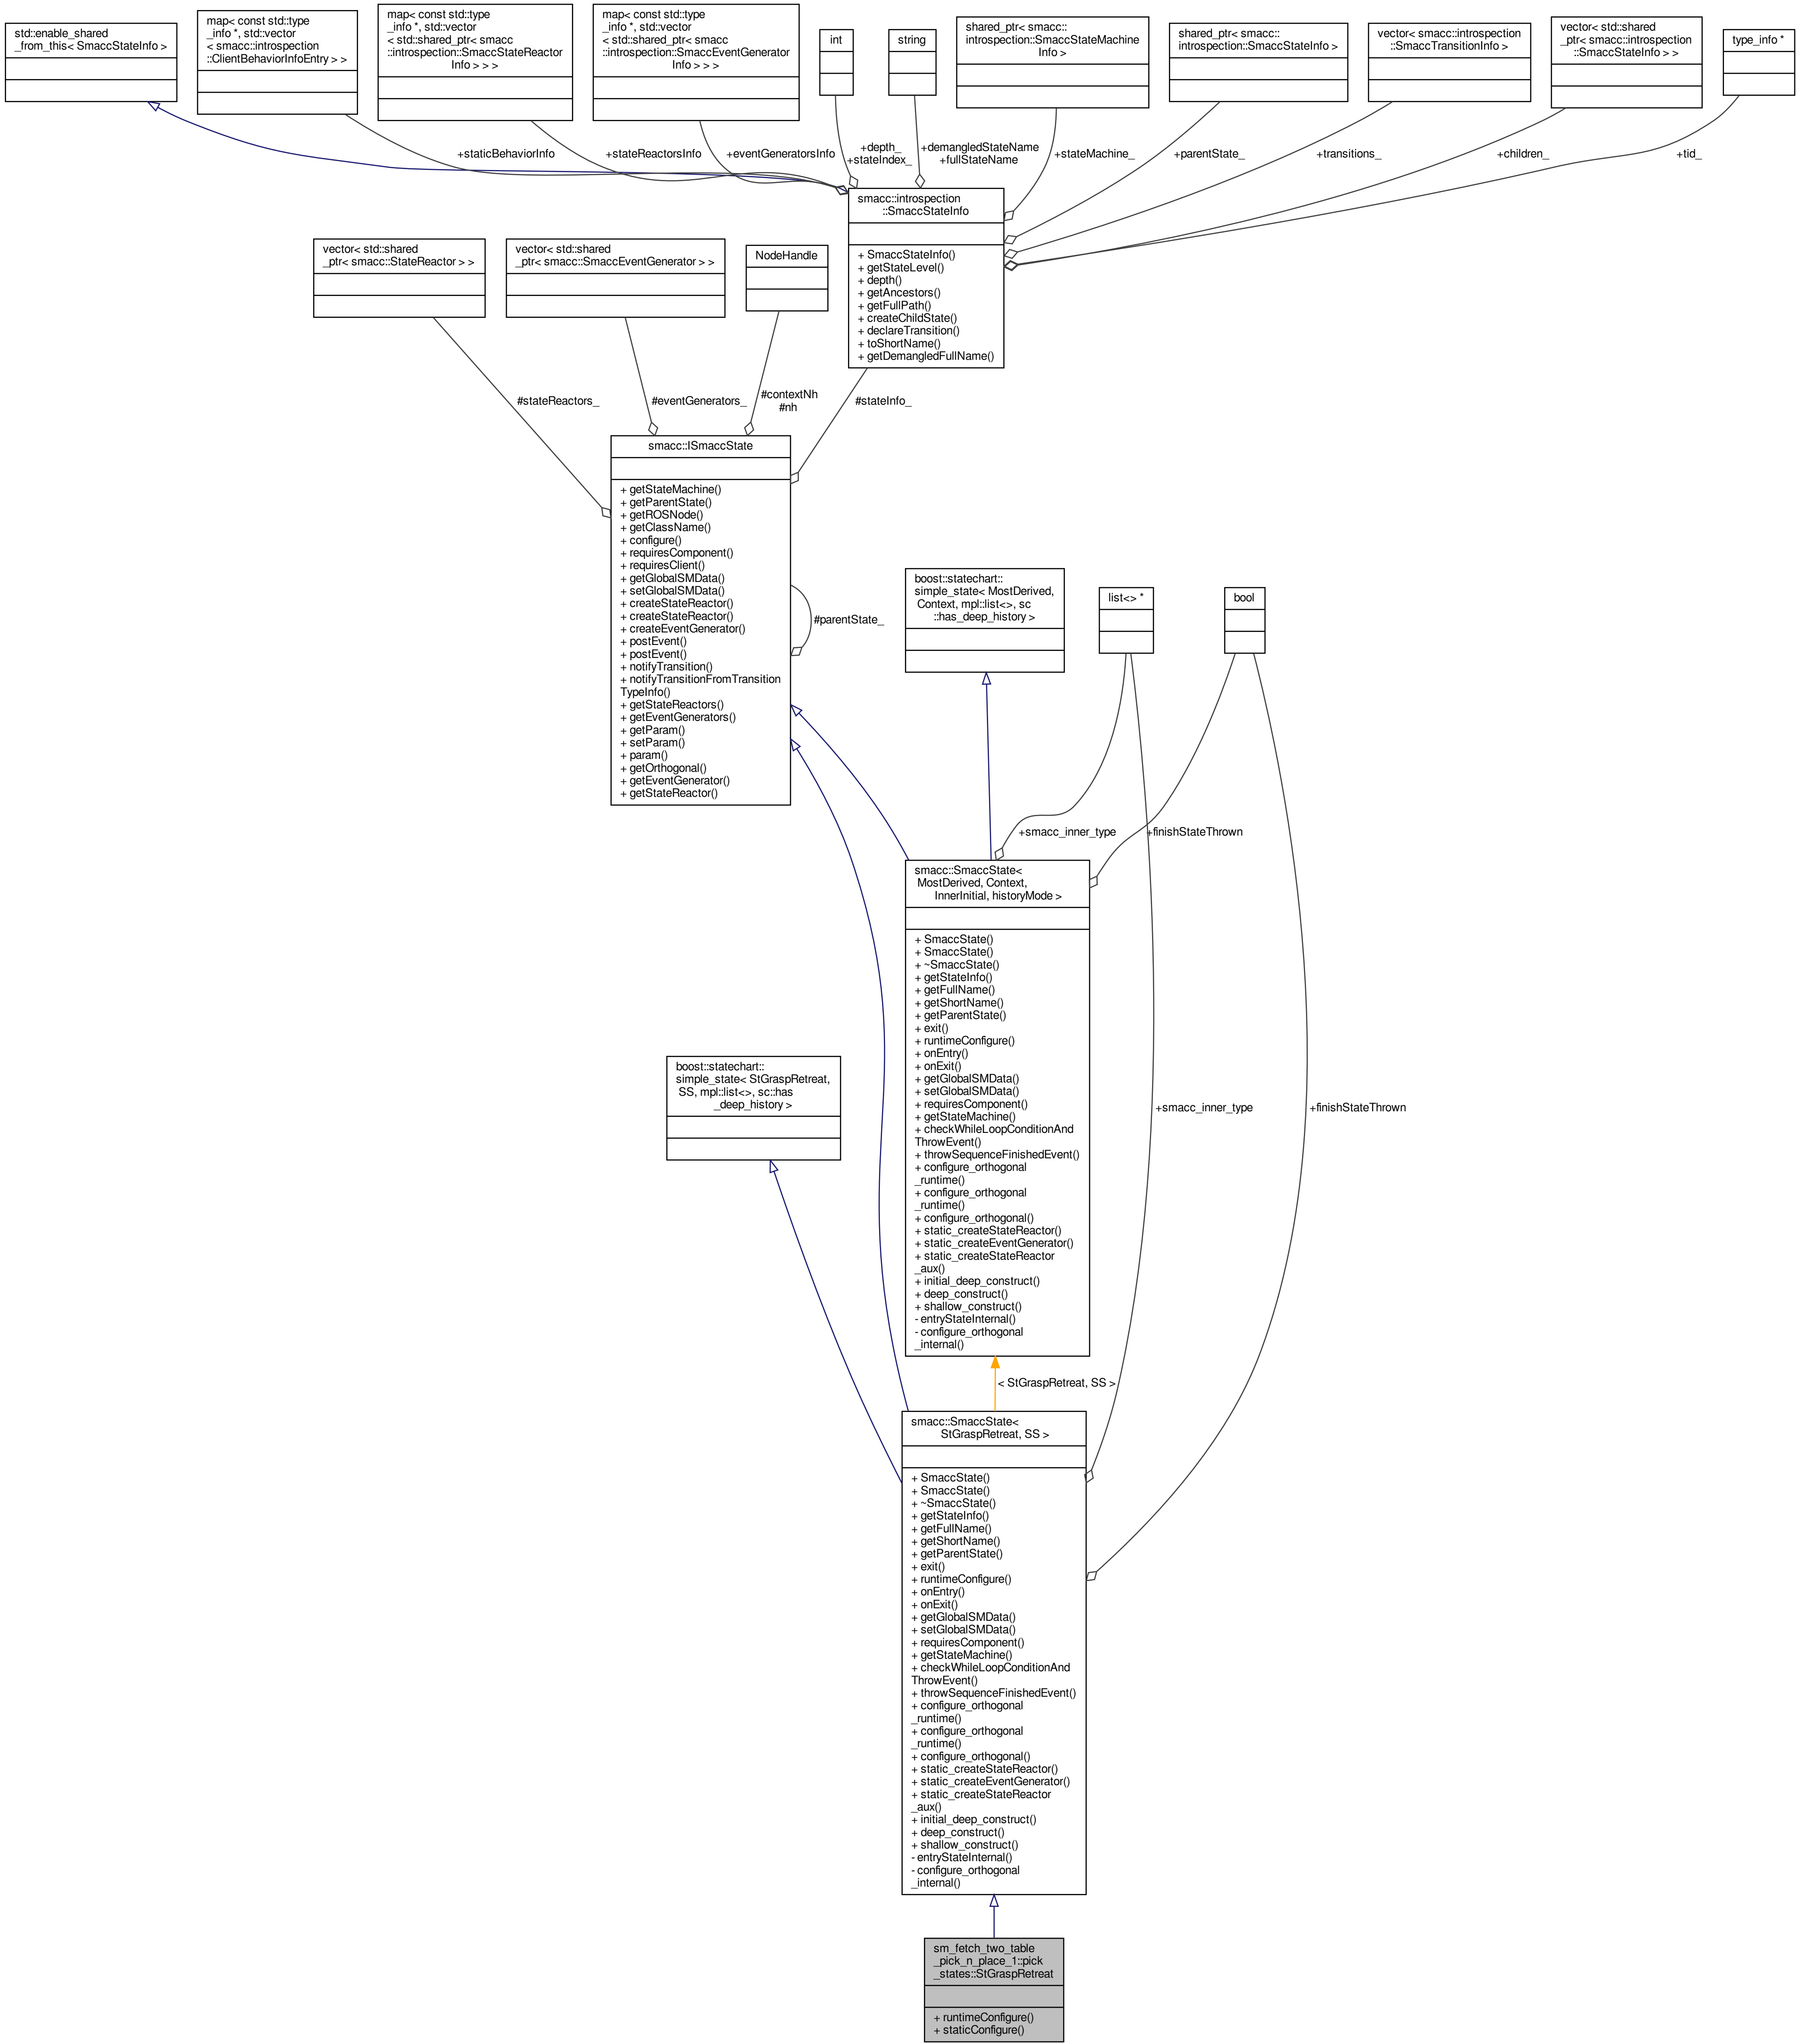 std::enable_shared
_from_this< SmaccStateInfo >
map< const std::type
_info *, std::vector
< smacc::introspection
::ClientBehaviorInfoEntry > >
map< const std::type
_info *, std::vector
< std::shared_ptr< smacc
::introspection::SmaccStateReactor
Info > > >
map< const std::type
_info *, std::vector
< std::shared_ptr< smacc
::introspection::SmaccEventGenerator
Info > > >
int
string
shared_ptr< smacc::
introspection::SmaccStateMachine
Info >
shared_ptr< smacc::
introspection::SmaccStateInfo >
vector< smacc::introspection
::SmaccTransitionInfo >
vector< std::shared
_ptr< smacc::introspection
::SmaccStateInfo > >
type_info *
+staticBehaviorInfo
+stateReactorsInfo
+eventGeneratorsInfo
+depth_
+stateIndex_
+demangledStateName
+fullStateName
+stateMachine_
+parentState_
+transitions_
+children_
+tid_
smacc::introspection
::SmaccStateInfo
+ SmaccStateInfo()
+ getStateLevel()
+ depth()
+ getAncestors()
+ getFullPath()
+ createChildState()
+ declareTransition()
+ toShortName()
+ getDemangledFullName()
vector< std::shared
_ptr< smacc::StateReactor > >
vector< std::shared
_ptr< smacc::SmaccEventGenerator > >
NodeHandle
#stateReactors_
#eventGenerators_
#contextNh
#nh
#stateInfo_
smacc::ISmaccState
+ getStateMachine()
+ getParentState()
+ getROSNode()
+ getClassName()
+ configure()
+ requiresComponent()
+ requiresClient()
+ getGlobalSMData()
+ setGlobalSMData()
+ createStateReactor()
+ createStateReactor()
+ createEventGenerator()
+ postEvent()
+ postEvent()
+ notifyTransition()
+ notifyTransitionFromTransition
TypeInfo()
+ getStateReactors()
+ getEventGenerators()
+ getParam()
+ setParam()
+ param()
+ getOrthogonal()
+ getEventGenerator()
+ getStateReactor()
#parentState_
boost::statechart::
simple_state< MostDerived,
Context, mpl::list<>, sc
::has_deep_history >
list<> *
bool
+smacc_inner_type
+finishStateThrown
smacc::SmaccState<
MostDerived, Context,
InnerInitial, historyMode >
+ SmaccState()
+ SmaccState()
+ ~SmaccState()
+ getStateInfo()
+ getFullName()
+ getShortName()
+ getParentState()
+ exit()
+ runtimeConfigure()
+ onEntry()
+ onExit()
+ getGlobalSMData()
+ setGlobalSMData()
+ requiresComponent()
+ getStateMachine()
+ checkWhileLoopConditionAnd
ThrowEvent()
+ throwSequenceFinishedEvent()
+ configure_orthogonal
_runtime()
+ configure_orthogonal
_runtime()
+ configure_orthogonal()
+ static_createStateReactor()
+ static_createEventGenerator()
+ static_createStateReactor
_aux()
+ initial_deep_construct()
+ deep_construct()
+ shallow_construct()
- entryStateInternal()
- configure_orthogonal
_internal()
boost::statechart::
simple_state< StGraspRetreat,
SS, mpl::list<>, sc::has
_deep_history >
+smacc_inner_type
+finishStateThrown
< StGraspRetreat, SS >
smacc::SmaccState<
StGraspRetreat, SS >
+ SmaccState()
+ SmaccState()
+ ~SmaccState()
+ getStateInfo()
+ getFullName()
+ getShortName()
+ getParentState()
+ exit()
+ runtimeConfigure()
+ onEntry()
+ onExit()
+ getGlobalSMData()
+ setGlobalSMData()
+ requiresComponent()
+ getStateMachine()
+ checkWhileLoopConditionAnd
ThrowEvent()
+ throwSequenceFinishedEvent()
+ configure_orthogonal
_runtime()
+ configure_orthogonal
_runtime()
+ configure_orthogonal()
+ static_createStateReactor()
+ static_createEventGenerator()
+ static_createStateReactor
_aux()
+ initial_deep_construct()
+ deep_construct()
+ shallow_construct()
- entryStateInternal()
- configure_orthogonal
_internal()
sm_fetch_two_table
_pick_n_place_1::pick
_states::StGraspRetreat
+ runtimeConfigure()
+ staticConfigure()